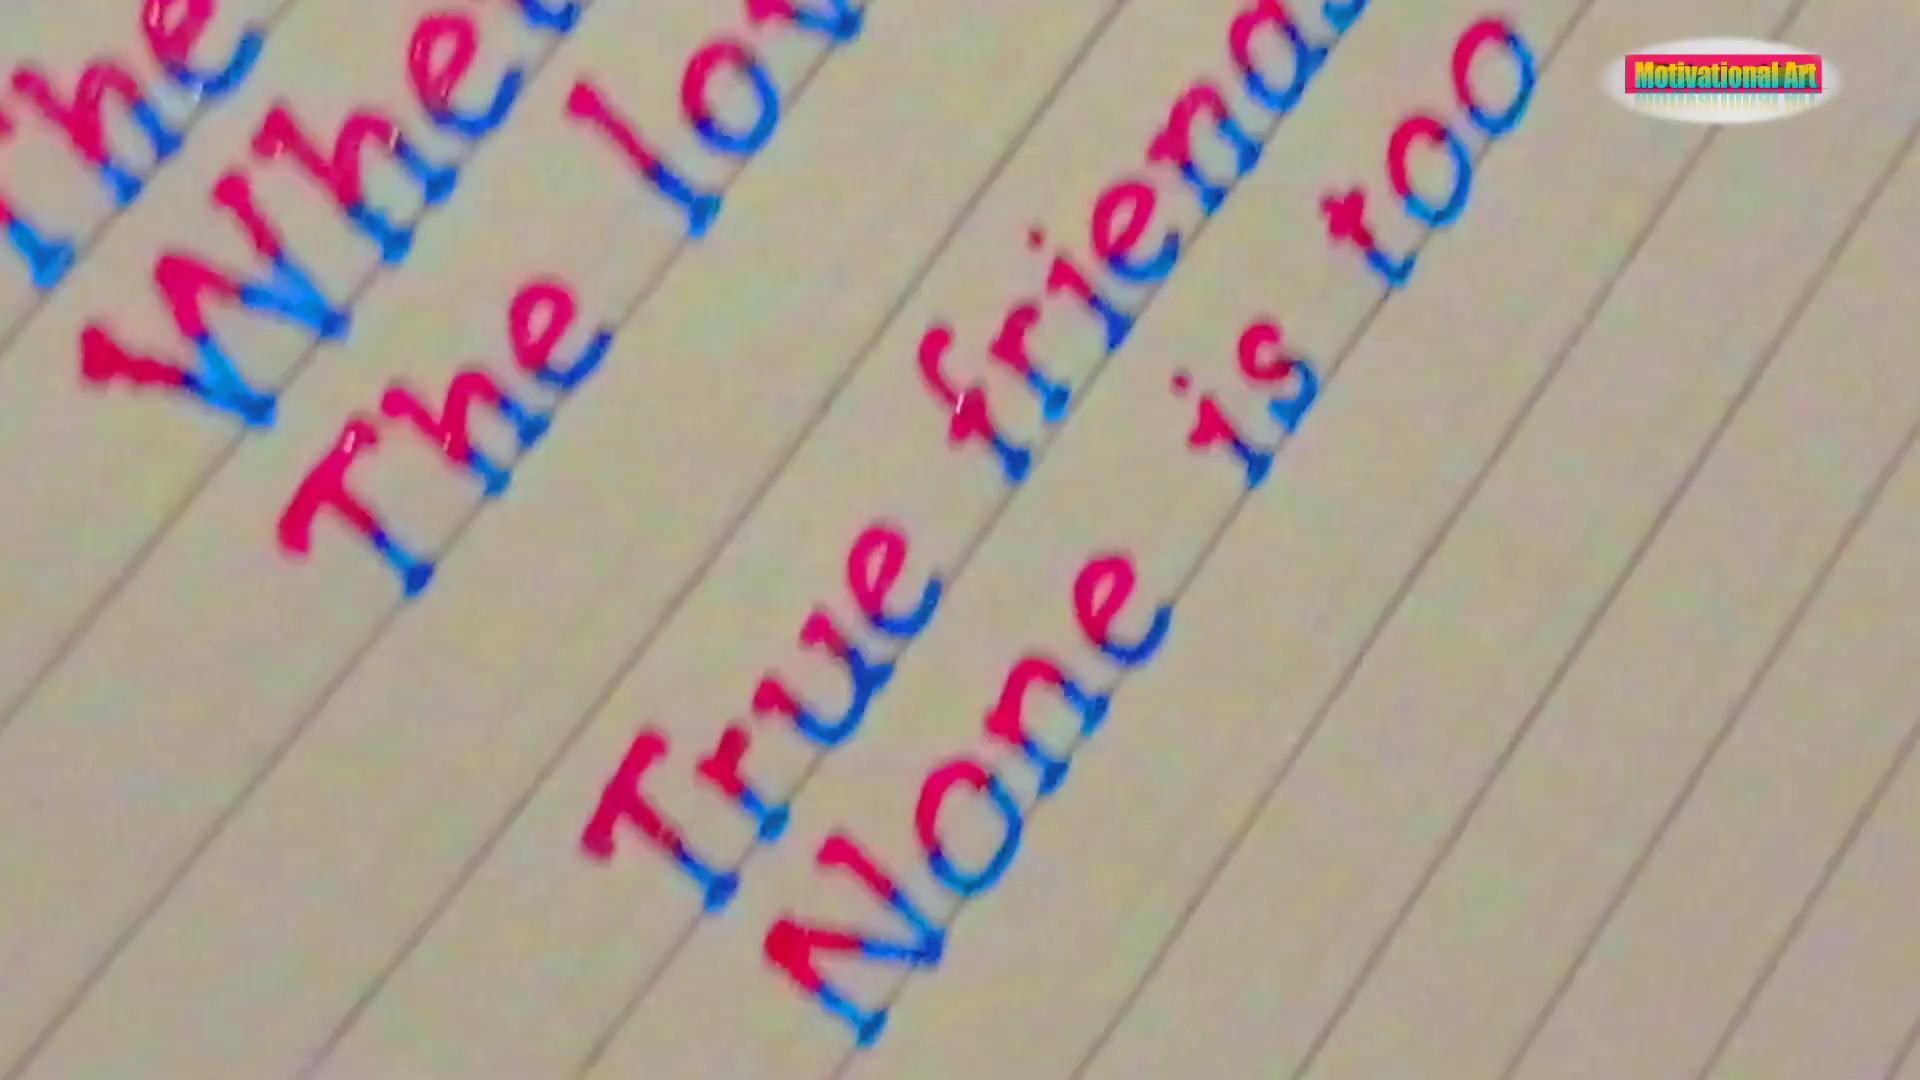 The
When
The lov
True friends
None is too
Motivational Art